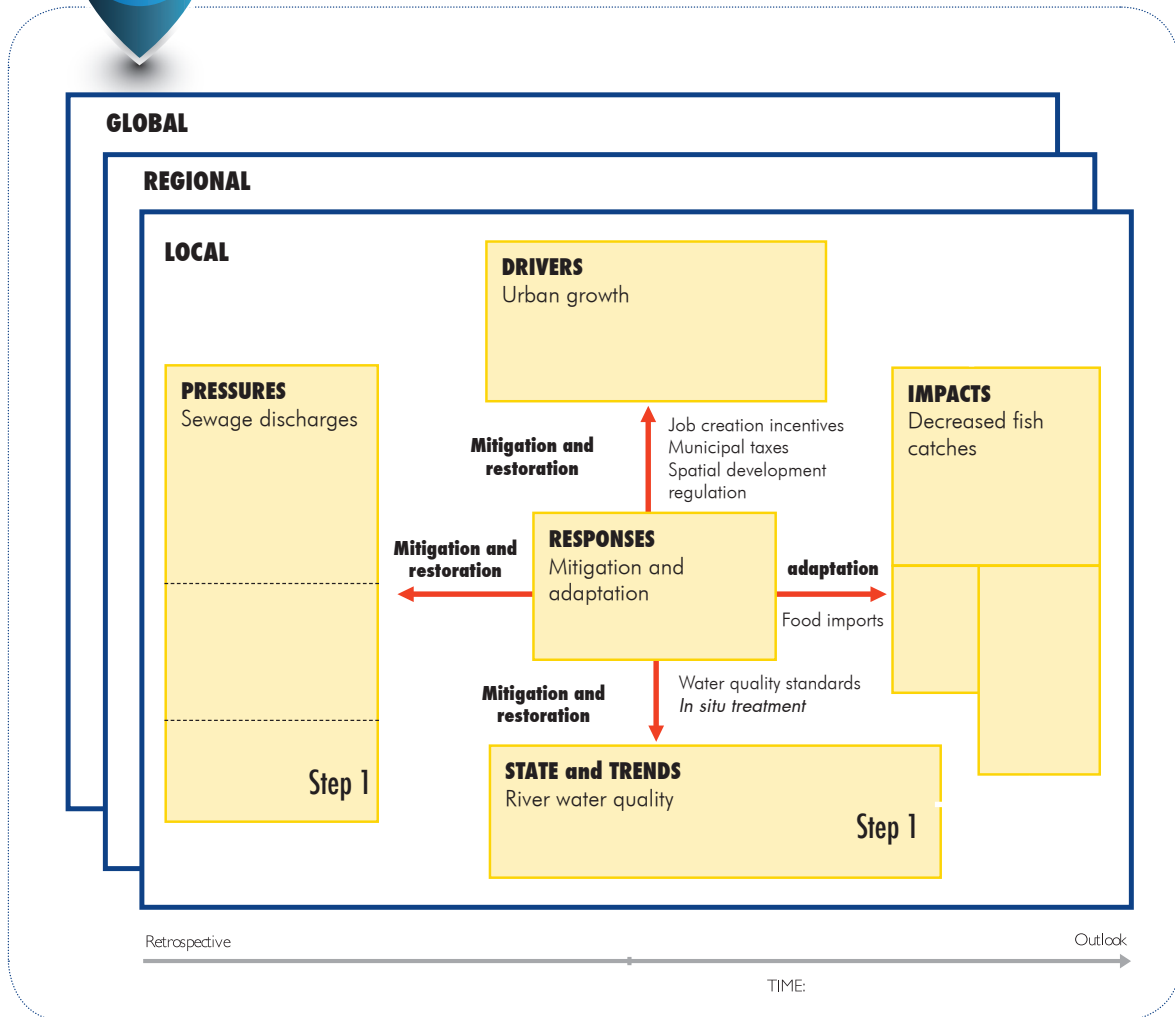 GLOBAL
REGIONAL
LOCAL
DRIVERS
Urban growth
PRESSURES
Sewage discharges
IMPACTS
Decreased fish
catches
Mitigation and
restoration
Job creation incentives
Municipal taxes
Spatial development
regulation
Mitigation and
restoration
RESPONSES
Mitigation and
adaptation
adaptation
Food imports
Mitigation and
restoration
Water quality standards
In situ treatment
Step 1
STATE and TRENDS
River water quality
Step 1
Retrospective
Outlook
TIME: